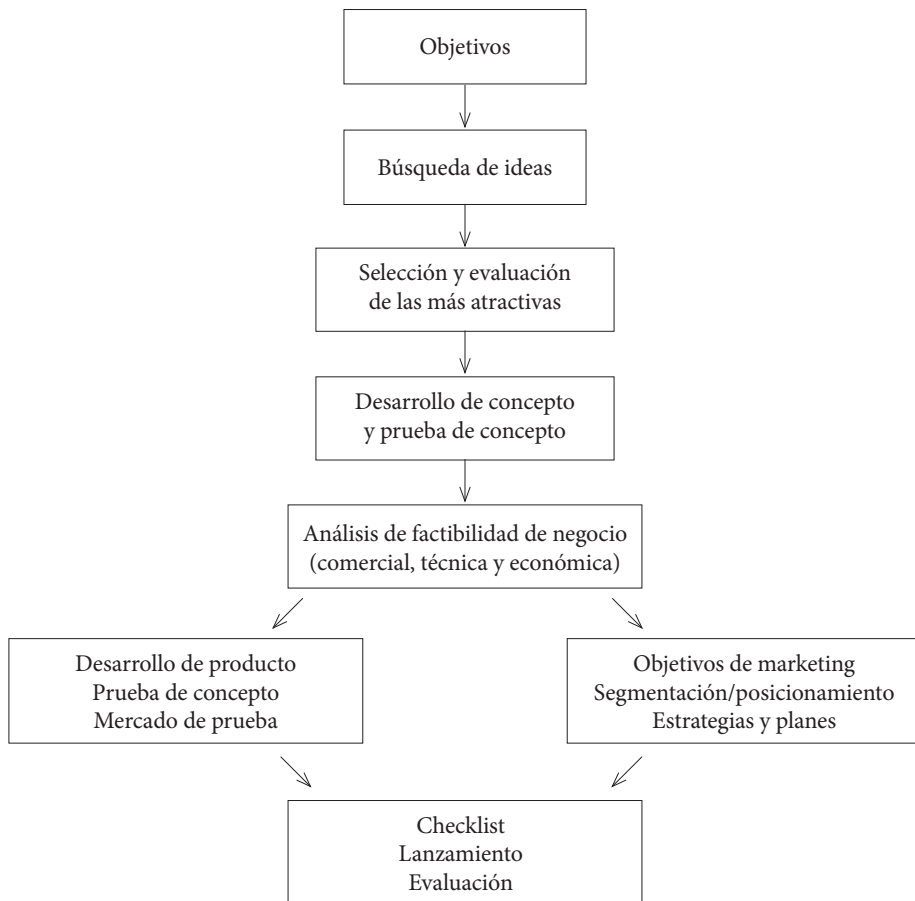 Objetivos
Búsqueda de ideas
Selección y evaluación
de las más atractivas
Desarrollo de concepto
y prueba de concepto
Análisis de factibilidad de negocio
(comercial, técnica y económica)
Desarrollo de producto
Prueba de concepto
Mercado de prueba
Objetivos de marketing
Segmentación/posicionamiento
Estrategias y planes
Checklist
Lanzamiento
Evaluación